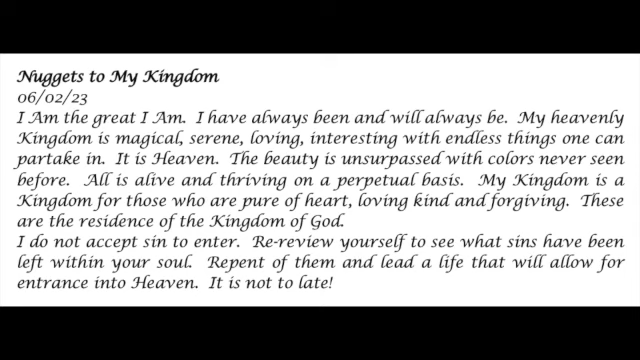 Nuggets to My Kingdom
06/02/23
I Am the great I Am. I have always been and will always be. My heavenly
Kingdom is magical, serene, loving, interesting with endless things one can
partake in. It is Heaven. The beauty is unsurpassed with colors never seen
before. All is alive and thriving on a perpetual basis. My Kingdom is a
Kingdom for those who are pure of heart, loving kind and forgiving. These
are the residence of the Kingdom of God.
I do not accept sin to enter. Re-review yourself to see what sins have been
left within your soul. Repent of them and lead a life that will allow for
entrance into Heaven. It is not to late!